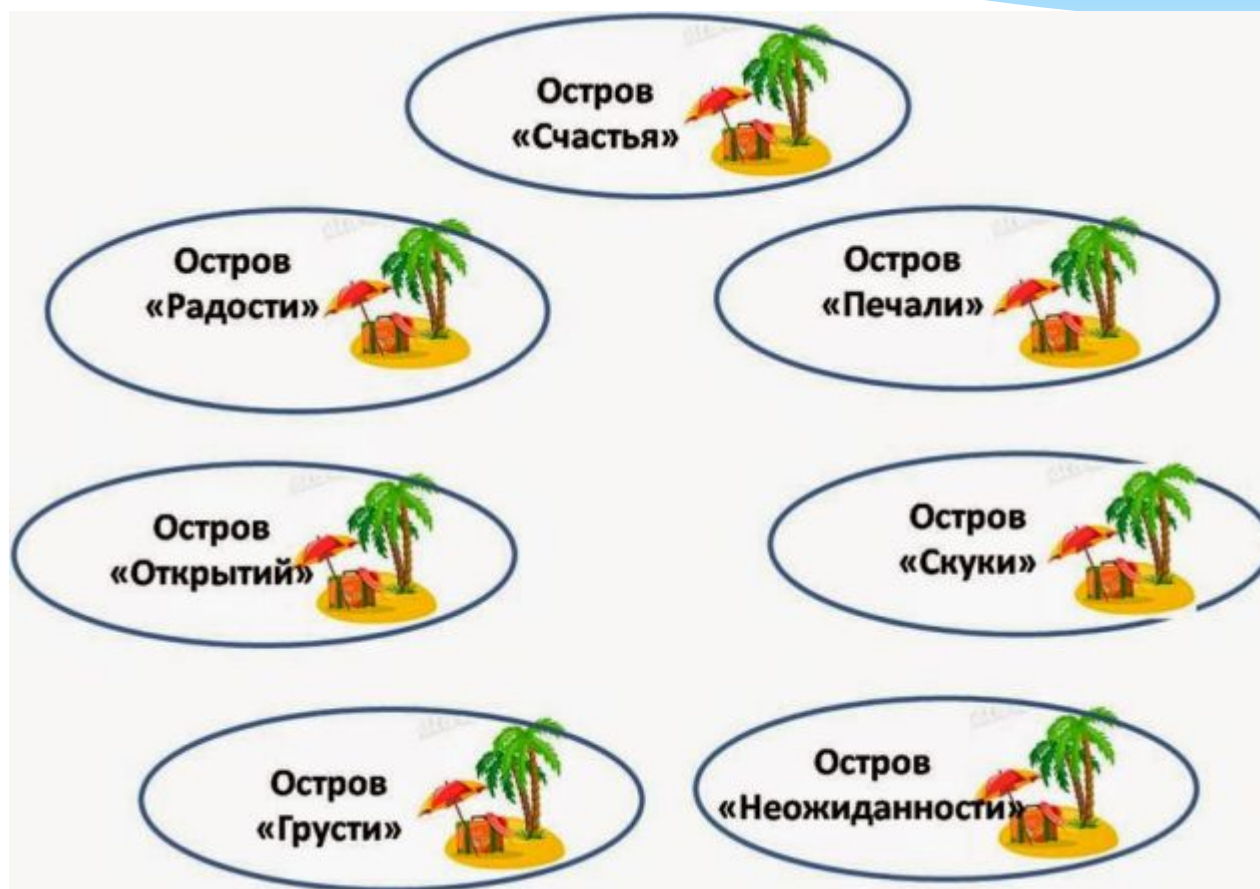 Остров
«Счастья»
Остров
«Радости»
Остров
«Печали»
Остров
«Открытий»
Остров
«Скуки»
Остров
«Грусти»
Остров
«Неожиданности»